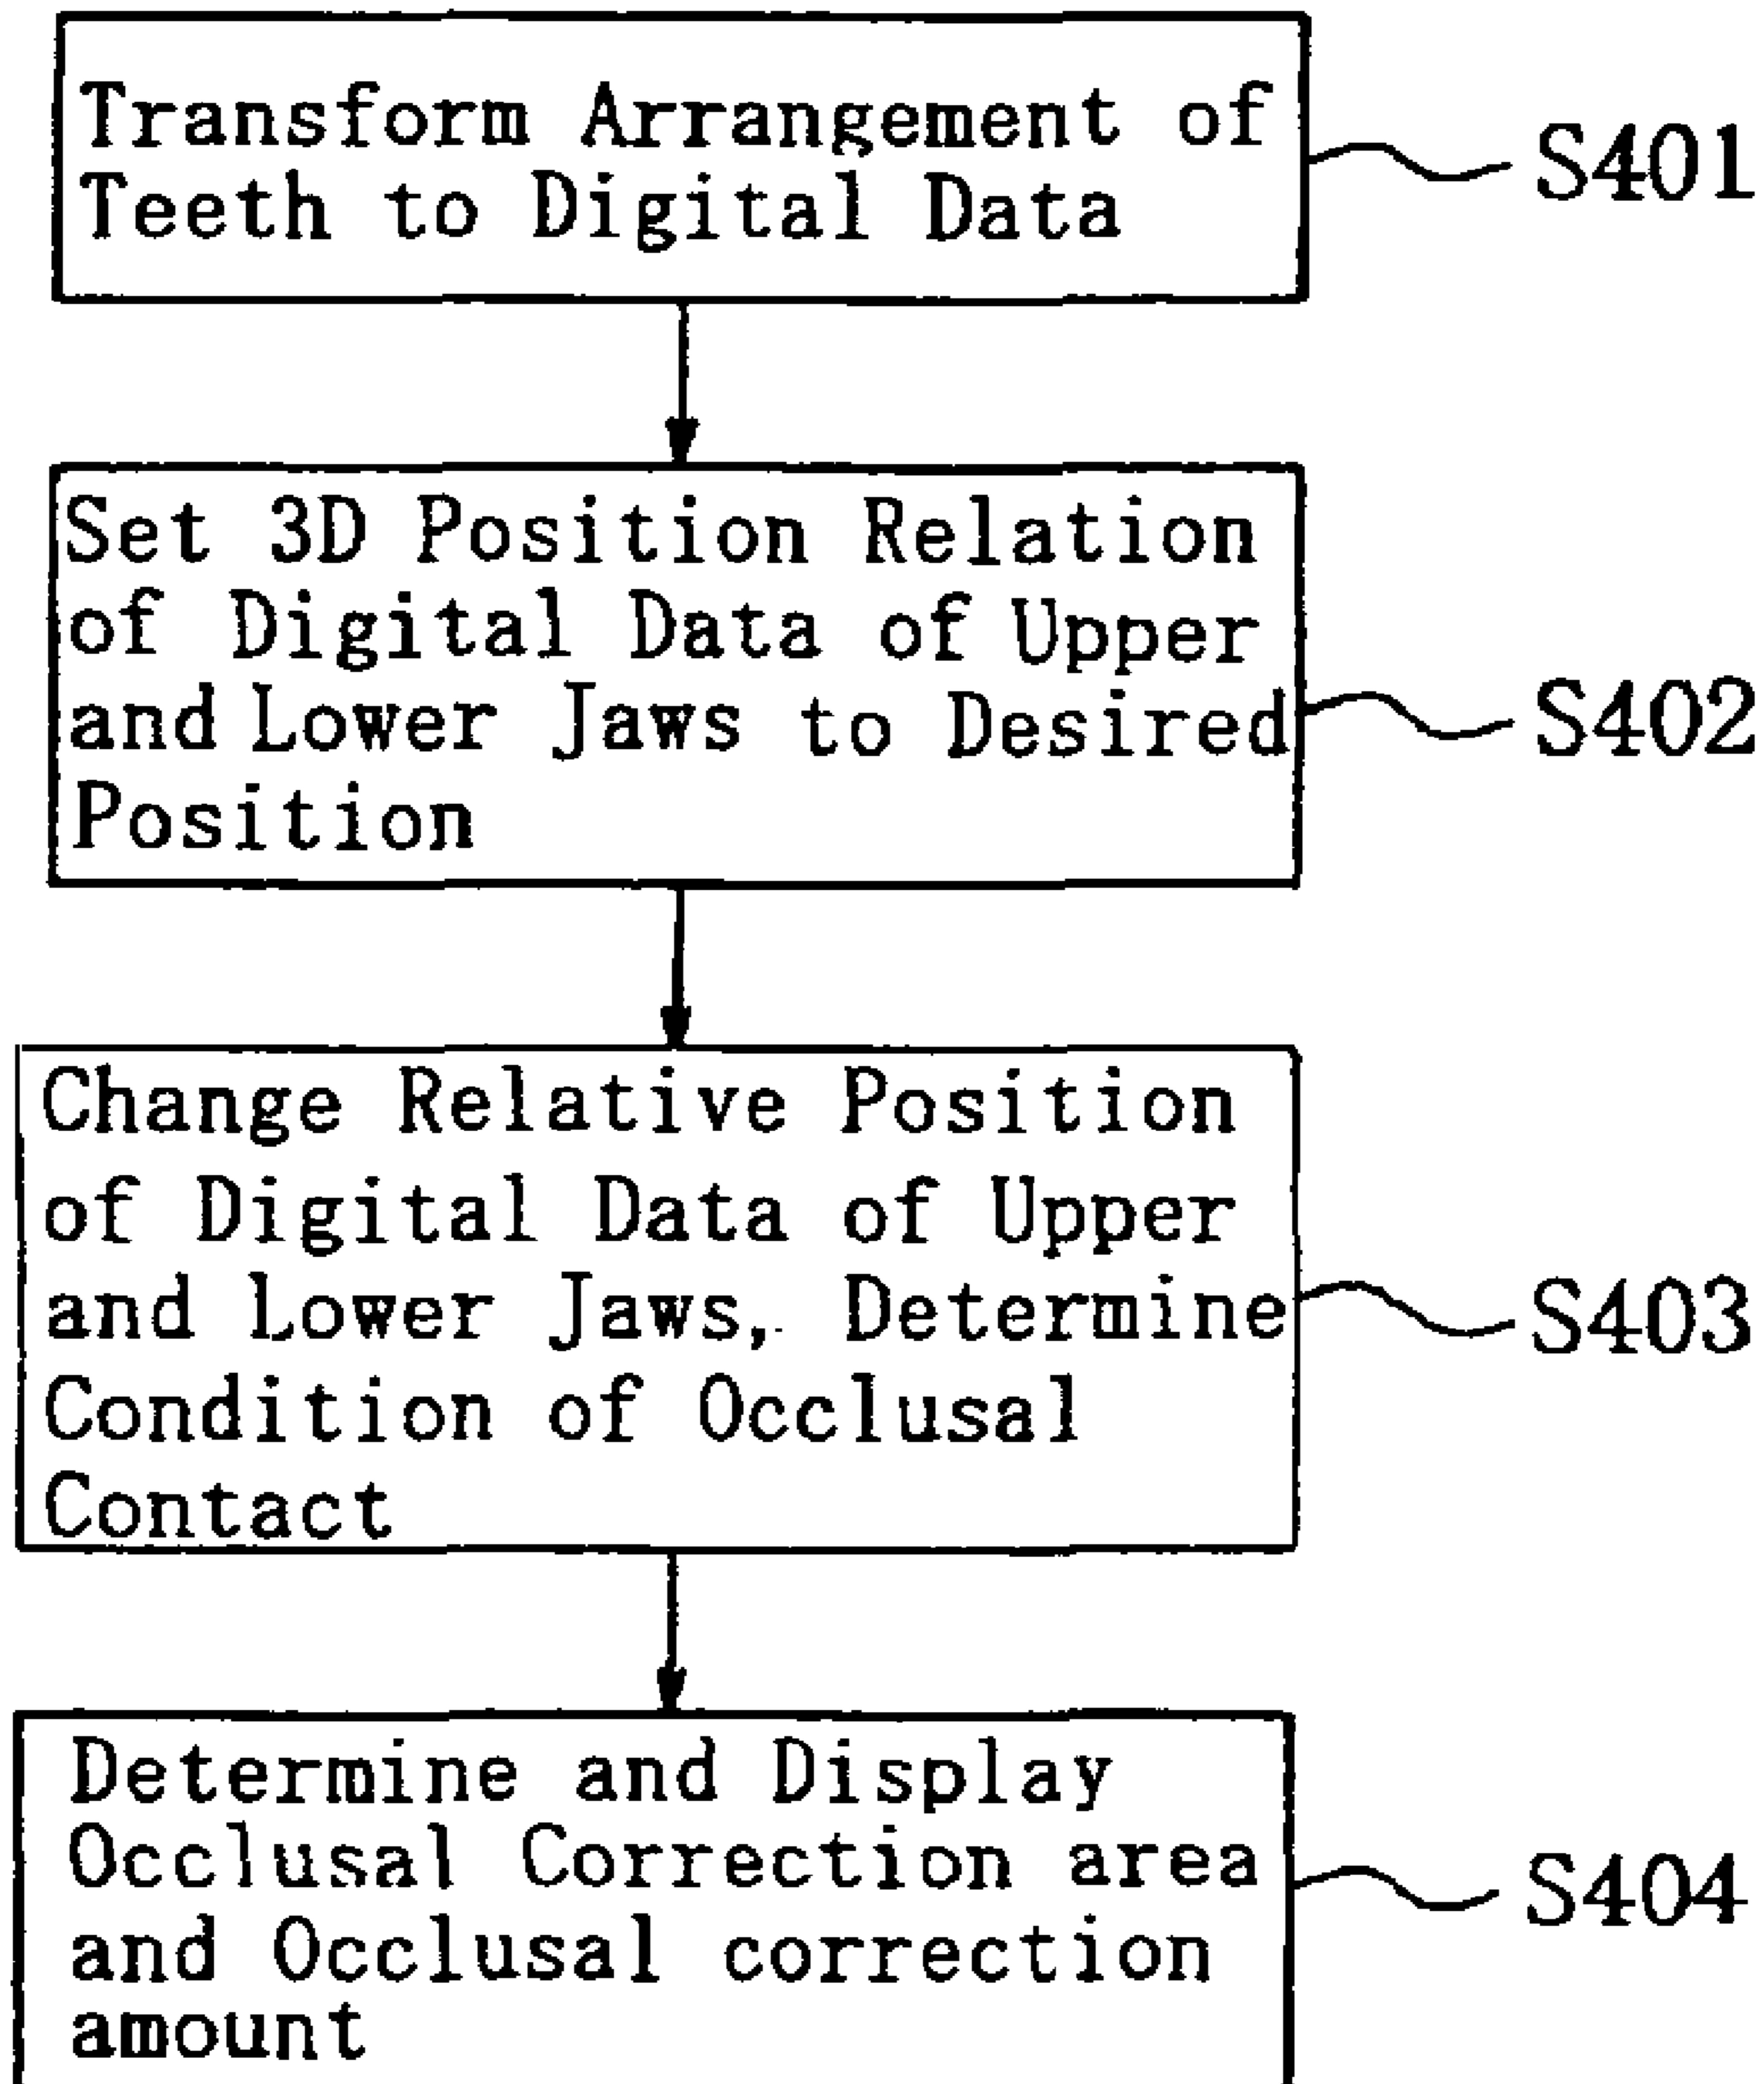 Transform Arrangement of
Teeth to Digital Data
S401
Set 3D Position Relation
of Digital Data of Upper
and Lower Jaws to Desired
Position
S402
Change Relative Position
of Digital Data of Upper
and Lower Jaws, Determine
Condition of Occlusal
Contact
S403
Determine and Display
Occlusal Correction area
and Occlusal correction
amount
S404